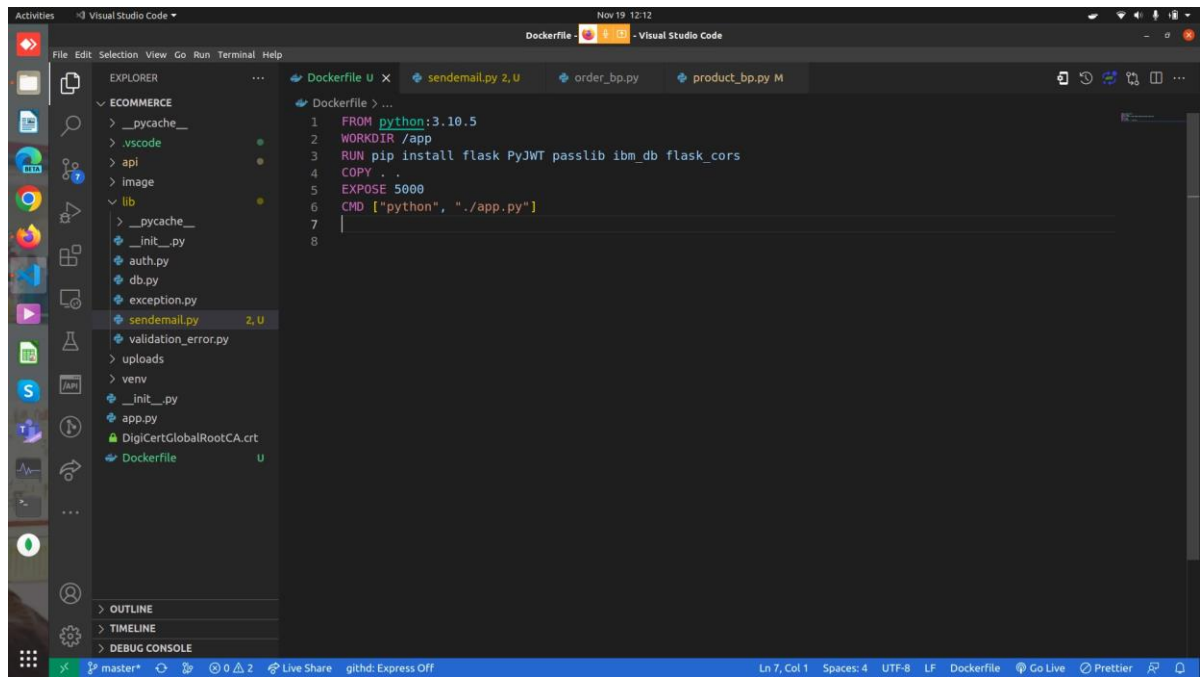 Activities
Visual Studio Code
Nov 19 12:12
Dockerfile - - Visual Studio Code
File Edit Selection View Go Run Terminal Help
EXPLORER
ECOMMERCE
__pycache__
.vscode
api
image
lib
__pycache__
__init__.py
auth.py
db.py
exception.py
sendemail.py 2, U
validation_error.py
uploads
venv
__init__.py
app.py
DigiCertGlobalRootCA.crt
Dockerfile U
OUTLINE
TIMELINE
DEBUG CONSOLE
BETA
7
/API
S
Dockerfile U sendemail.py 2, U order_bp.py product_bp.py M
Dockerfile > ...
1 FROM python:3.10.5
2 WORKDIR /app
3 RUN pip install flask PyJWT passlib ibm_db flask_cors
4 COPY . .
5 EXPOSE 5000
6 CMD ["python", "./app.py"]
7
8
master* 0 2 Live Share githd: Express Off Ln 7, Col 1 Spaces: 4 UTF-8 LF Dockerfile Go Live Prettier